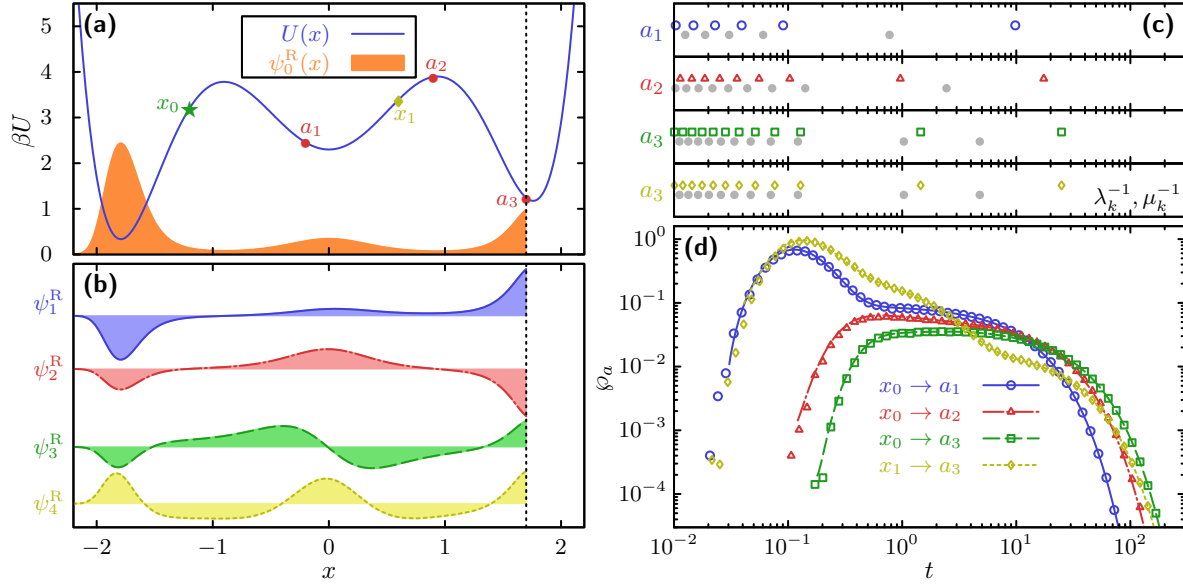 (a)
U(x)
ψ₀ᴿ(x)
x₀
a₁
x₁
a₂
a₃
βU
5
4
3
2
1
0
(b)
ψ₁ᴿ
ψ₂ᴿ
ψ₃ᴿ
ψ₄ᴿ
−2 −1 0 1 2
x
(c)
a₁
a₂
a₃
a₃
λₖ⁻¹, μₖ⁻¹
(d)
℘ₐ
10⁰
10⁻¹
10⁻²
10⁻³
10⁻⁴
x₀ → a₁
x₀ → a₂
x₀ → a₃
x₁ → a₃
10⁻² 10⁻¹ 10⁰ 10¹ 10²
t